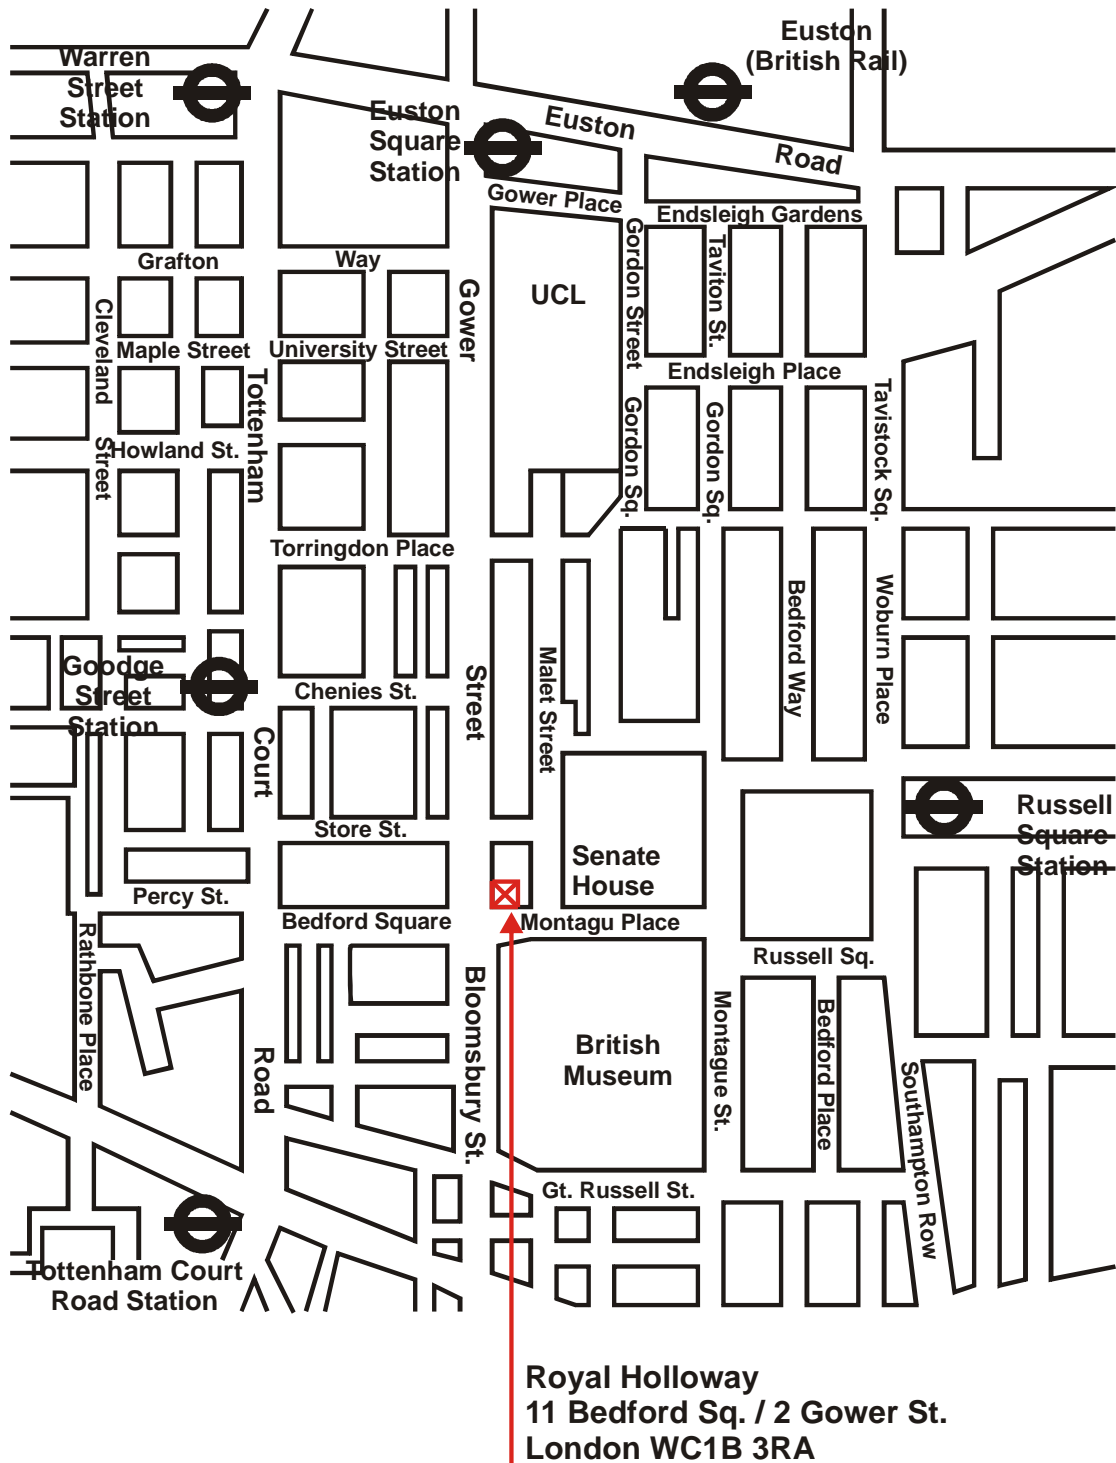 Warren
Street
Station
Euston
(British Rail)
Euston
Square
Station
Euston
Road
Gower Place
Endsleigh Gardens
Grafton
Way
Gordon Street
Taviton St.
UCL
Gower
Cleveland
Maple Street
University Street
Endsleigh Place
Tottenham
Tavistock Sq.
Gordon Sq.
Gordon Sq.
Street
Howland St.
Torringdon Place
Bedford Way
Woburn Place
Malet Street
Street
Goodge
Street
Station
Chenies St.
Court
Store St.
Russell
Square
Station
Senate
House
Percy St.
Bedford Square
Montagu Place
Rathbone Place
Russell Sq.
Bloomsbury St.
Montague St.
Bedford Place
British
Museum
Road
Southampton Row
Gt. Russell St.
Tottenham Court
Road Station
Royal Holloway
11 Bedford Sq. / 2 Gower St.
London WC1B 3RA